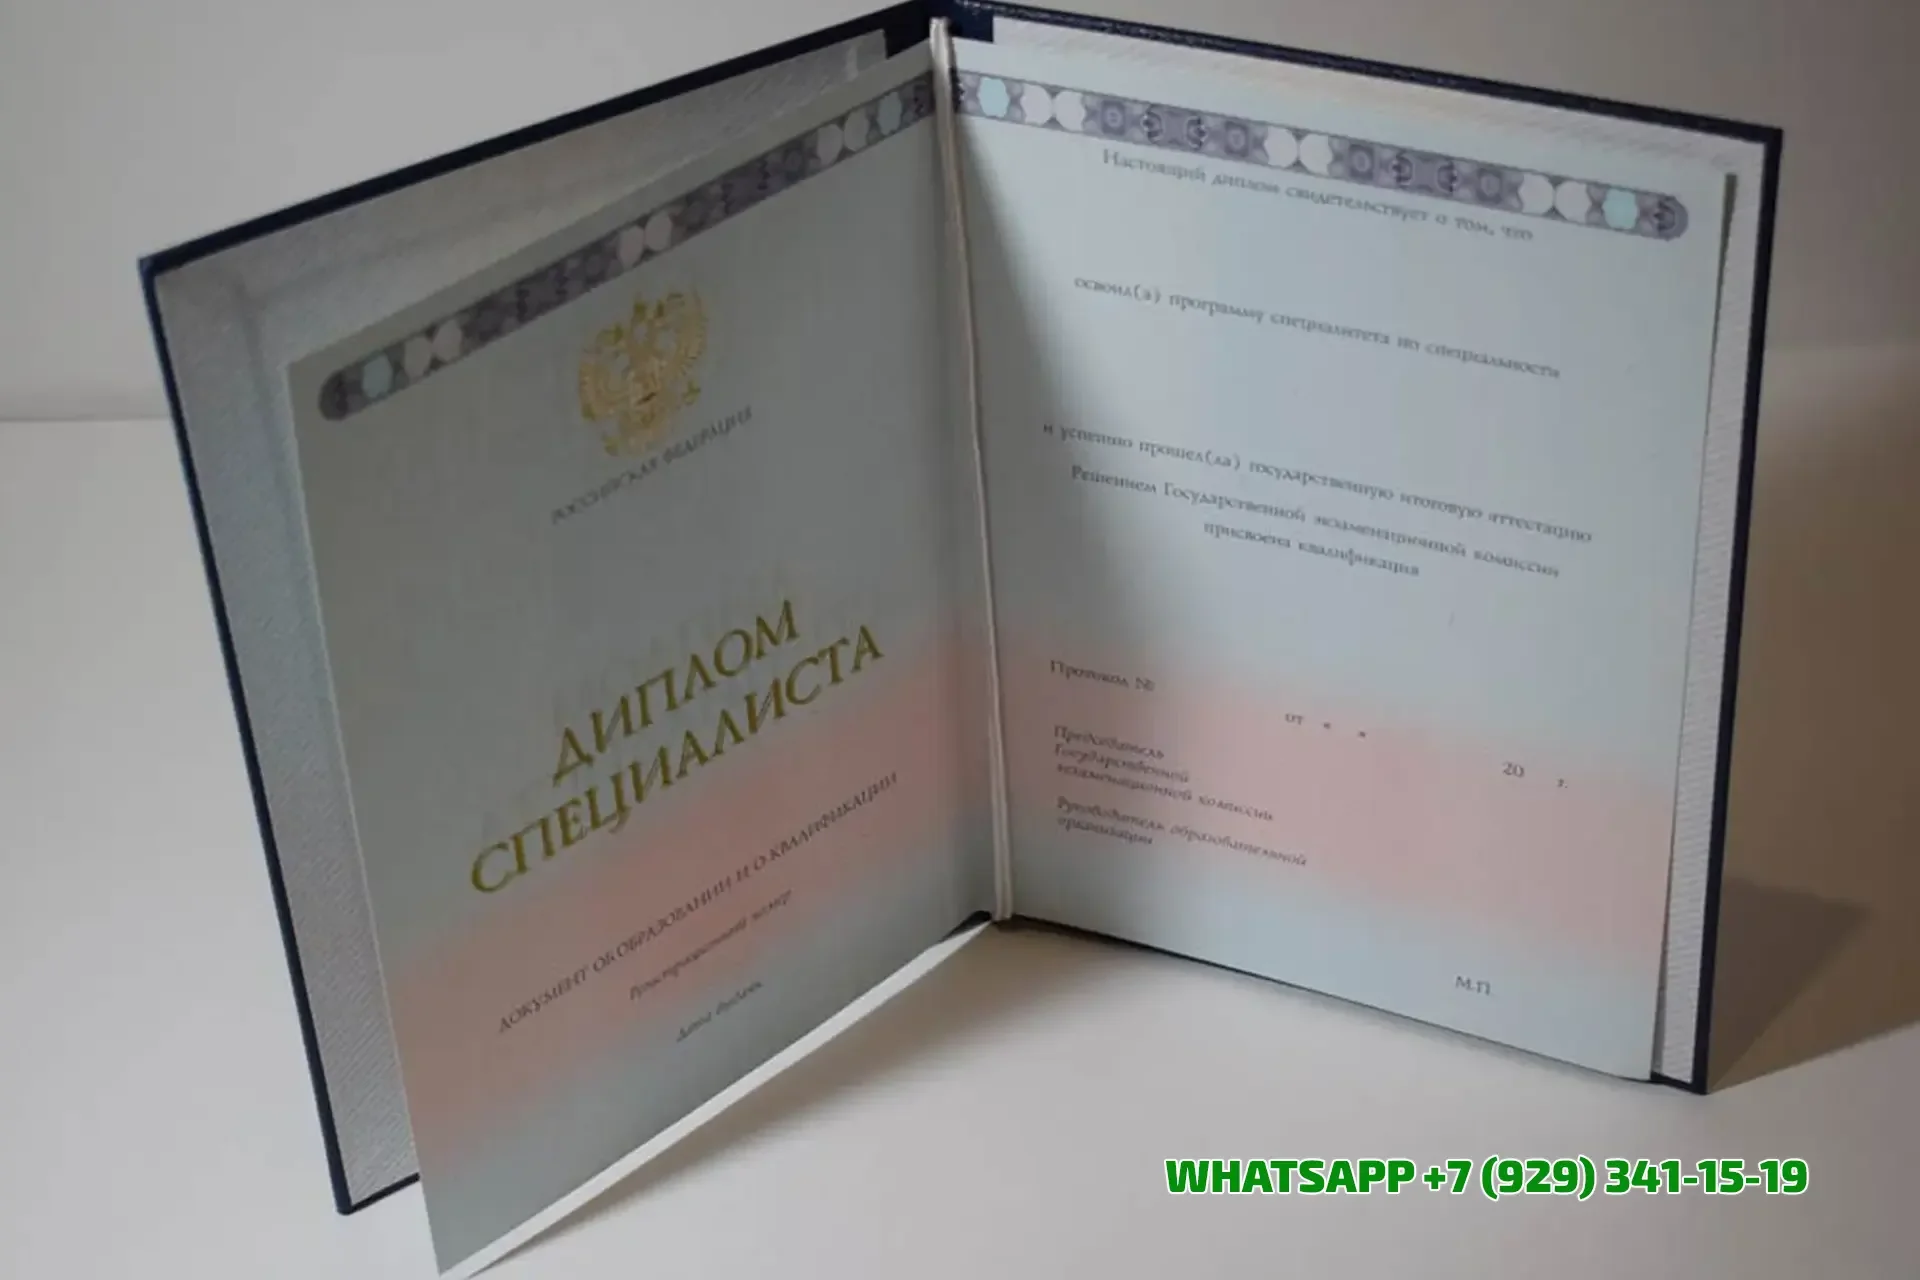 РОССИЙСКАЯ ФЕДЕРАЦИЯ
ДИПЛОМ
СПЕЦИАЛИСТА
ДОКУМЕНТ ОБ ОБРАЗОВАНИИ И О КВАЛИФИКАЦИИ
Регистрационный номер
Дата выдачи
Настоящий диплом свидетельствует о том, что
освоил(а) программу специалитета по специальности
и успешно прошел(ла) государственную итоговую аттестацию
Решением Государственной экзаменационной комиссии
присвоена квалификация
Протокол №
от « »
20 г.
Председатель
Государственной
экзаменационной комиссии
Руководитель образовательной
организации
М.П.
WHATSAPP +7 (929) 341-15-19